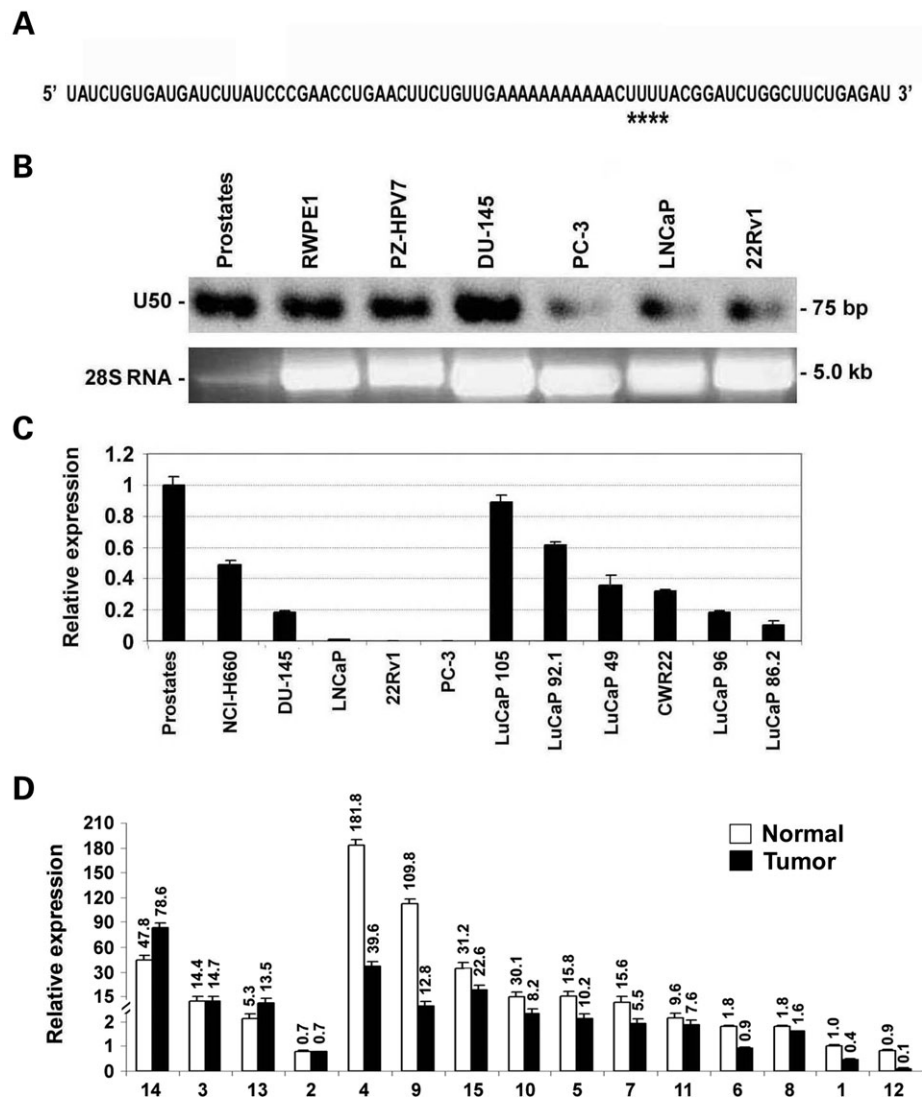 A
5' UAUCUGUGAUGAUCUUAUCCCGAACCUGAACUUCUGUUGAAAAAAAAAAAACUUUUACGGAUCUGGCUUCUGAGAU 3'
****
B
Prostates RWPE1 PZ-HPV7 DU-145 PC-3 LNCaP 22Rv1
U50 - - 75 bp
28S RNA - - 5.0 kb
C
Relative expression
1.2
1
0.8
0.6
0.4
0.2
0
Prostates NCI-H660 DU-145 LNCaP 22Rv1 PC-3 LuCaP 105 LuCaP 92.1 LuCaP 49 CWR22 LuCaP 96 LuCaP 86.2
D
Relative expression
210
180
150
120
90
60
30
15
2
1
0
Normal
Tumor
47.8 78.6 14.4 14.7 5.3 13.5 0.7 0.7 181.8 39.6 109.8 12.8 31.2 22.6 30.1 8.2 15.8 10.2 15.6 5.5 9.6 7.6 1.8 0.9 1.8 1.6 1.0 0.4 0.9 0.1
14 3 13 2 4 9 15 10 5 7 11 6 8 1 12